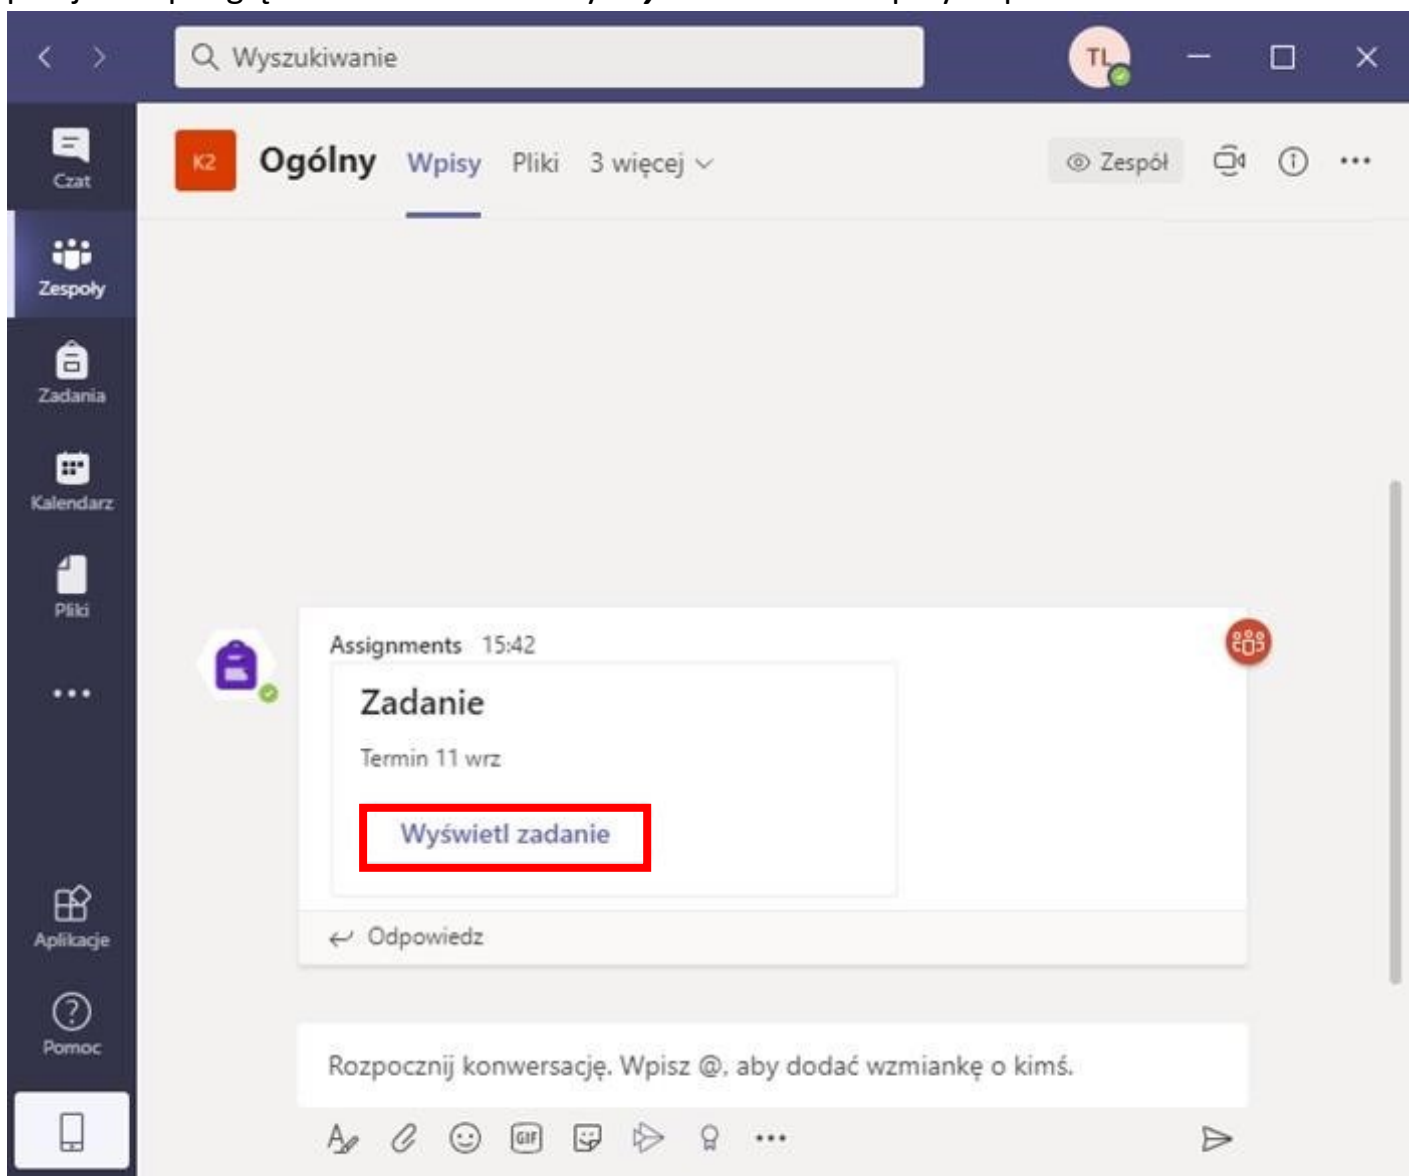 Wyszukiwanie
TL
Czat
K2 Ogólny Wpisy Pliki 3 więcej
Zespół
Zespoły
Zadania
Kalendarz
Pliki
Assignments 15:42
Zadanie
Termin 11 wrz
Wyświetl zadanie
Odpowiedz
Aplikacje
Pomoc
Rozpocznij konwersację. Wpisz @, aby dodać wzmiankę o kimś.
GIF